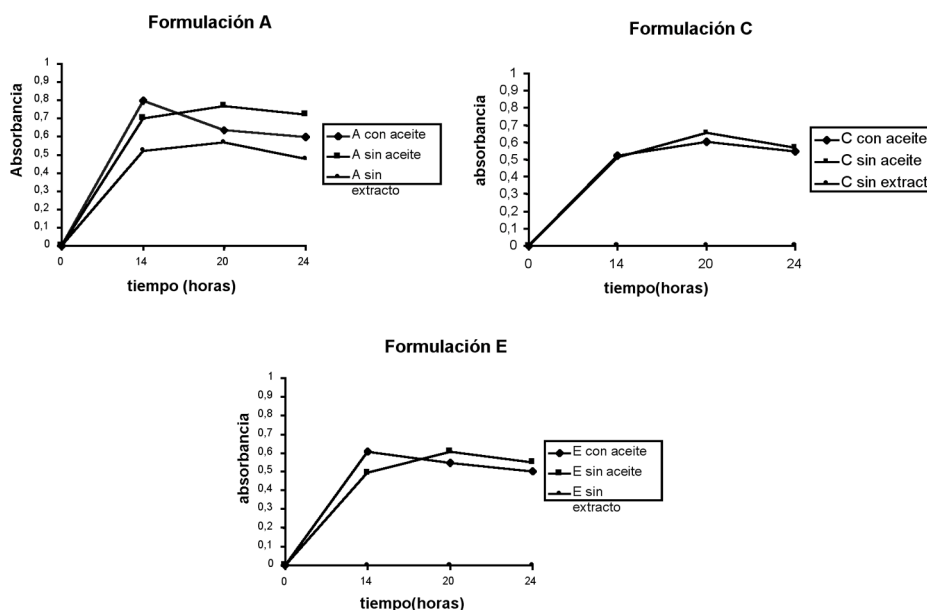 Formulación A
Absorbancia
1
0,9
0,8
0,7
0,6
0,5
0,4
0,3
0,2
0,1
0
0 14 20 24
tiempo (horas)
A con aceite
A sin aceite
A sin
extracto
Formulación C
absorbancia
1
0,9
0,8
0,7
0,6
0,5
0,4
0,3
0,2
0,1
0
0 14 20 24
tiempo(horas)
C con aceite
C sin aceite
C sin extracto
Formulación E
absorbancia
1
0,9
0,8
0,7
0,6
0,5
0,4
0,3
0,2
0,1
0
0 14 20 24
tiempo(horas)
E con aceite
E sin aceite
E sin
extracto